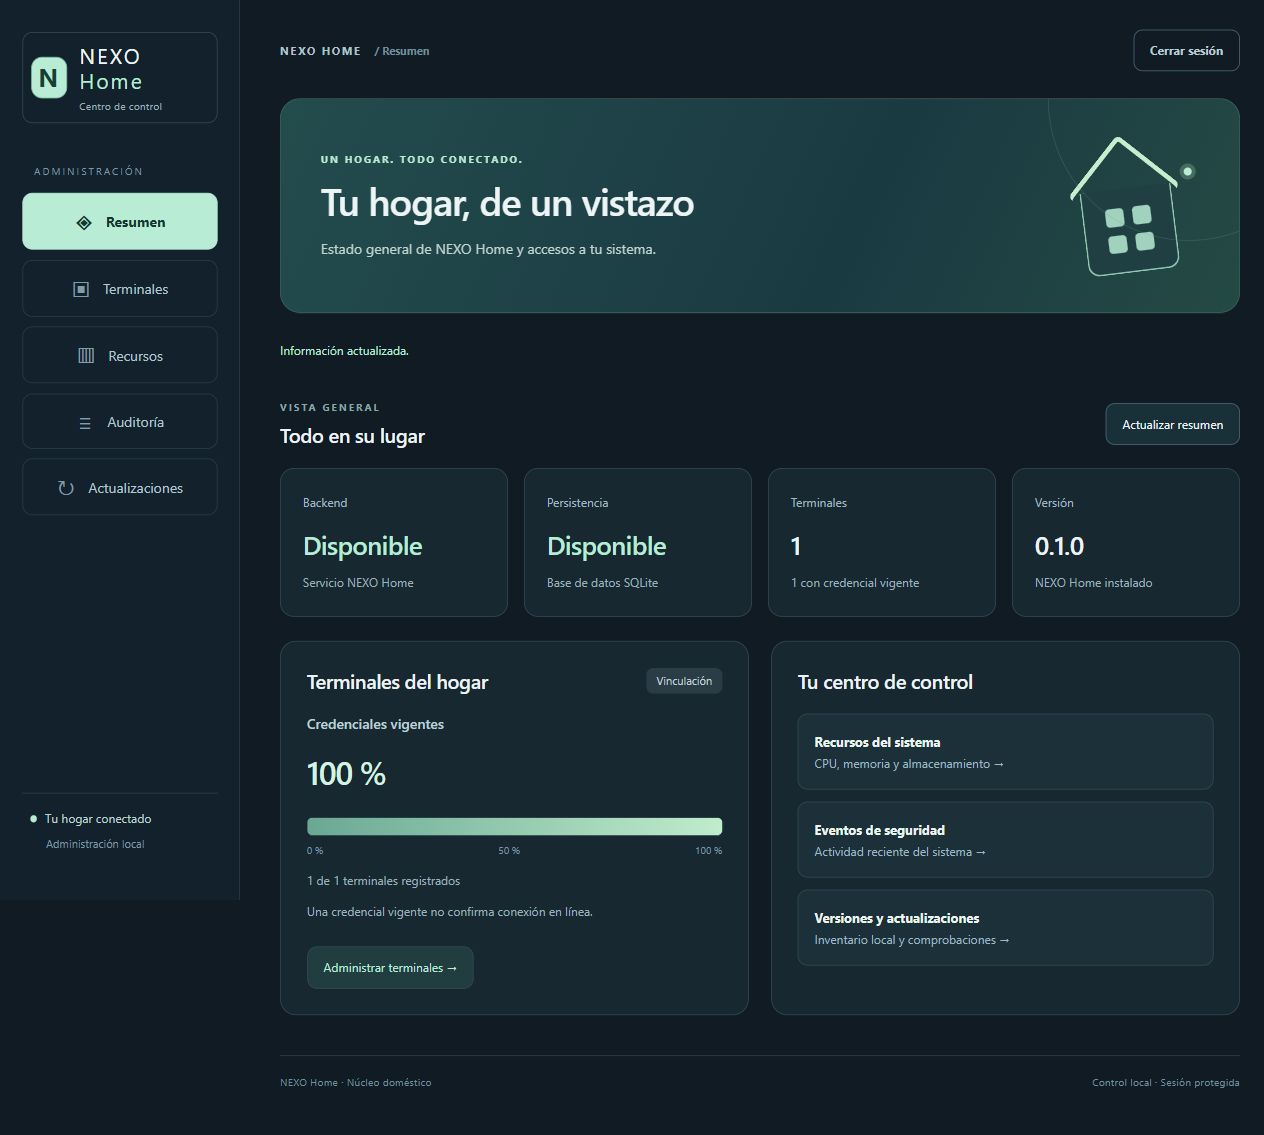 N
NEXO
Home
Centro de control
ADMINISTRACIÓN
Resumen
Terminales
Recursos
Auditoría
Actualizaciones
Tu hogar conectado
Administración local
NEXO HOME / Resumen
Cerrar sesión
UN HOGAR. TODO CONECTADO.
Tu hogar, de un vistazo
Estado general de NEXO Home y accesos a tu sistema.
Información actualizada.
VISTA GENERAL
Todo en su lugar
Actualizar resumen
Backend
Disponible
Servicio NEXO Home
Persistencia
Disponible
Base de datos SQLite
Terminales
1
1 con credencial vigente
Versión
0.1.0
NEXO Home instalado
Terminales del hogar
Vinculación
Credenciales vigentes
100 %
0 % 50 % 100 %
1 de 1 terminales registrados
Una credencial vigente no confirma conexión en línea.
Administrar terminales →
Tu centro de control
Recursos del sistema
CPU, memoria y almacenamiento →
Eventos de seguridad
Actividad reciente del sistema →
Versiones y actualizaciones
Inventario local y comprobaciones →
NEXO Home · Núcleo doméstico
Control local · Sesión protegida